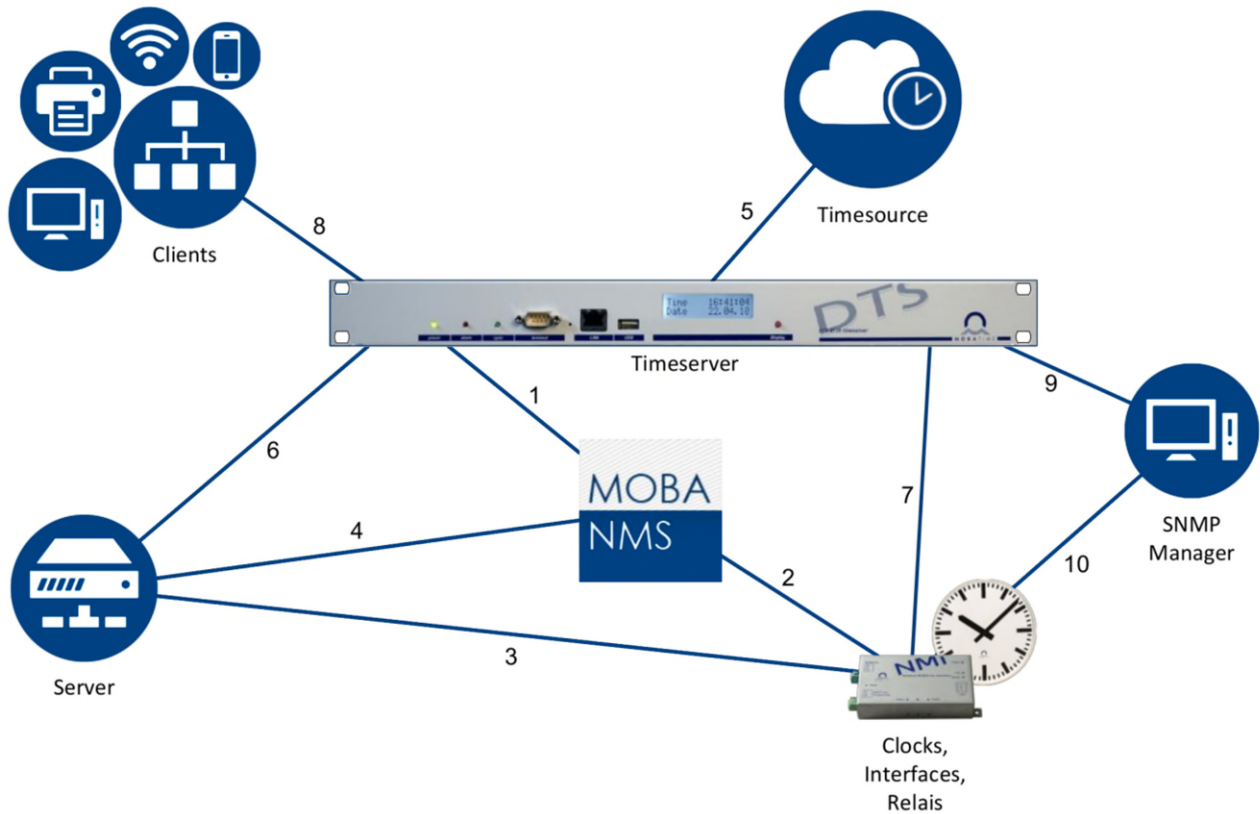 Clients
Timesource
8
5
Time 16:41:04
Date 22.04.10
DTS
Timeserver
1
9
6
7
MOBA
NMS
4
SNMP
Manager
2
10
3
NMI
Server
Clocks,
Interfaces,
Relais